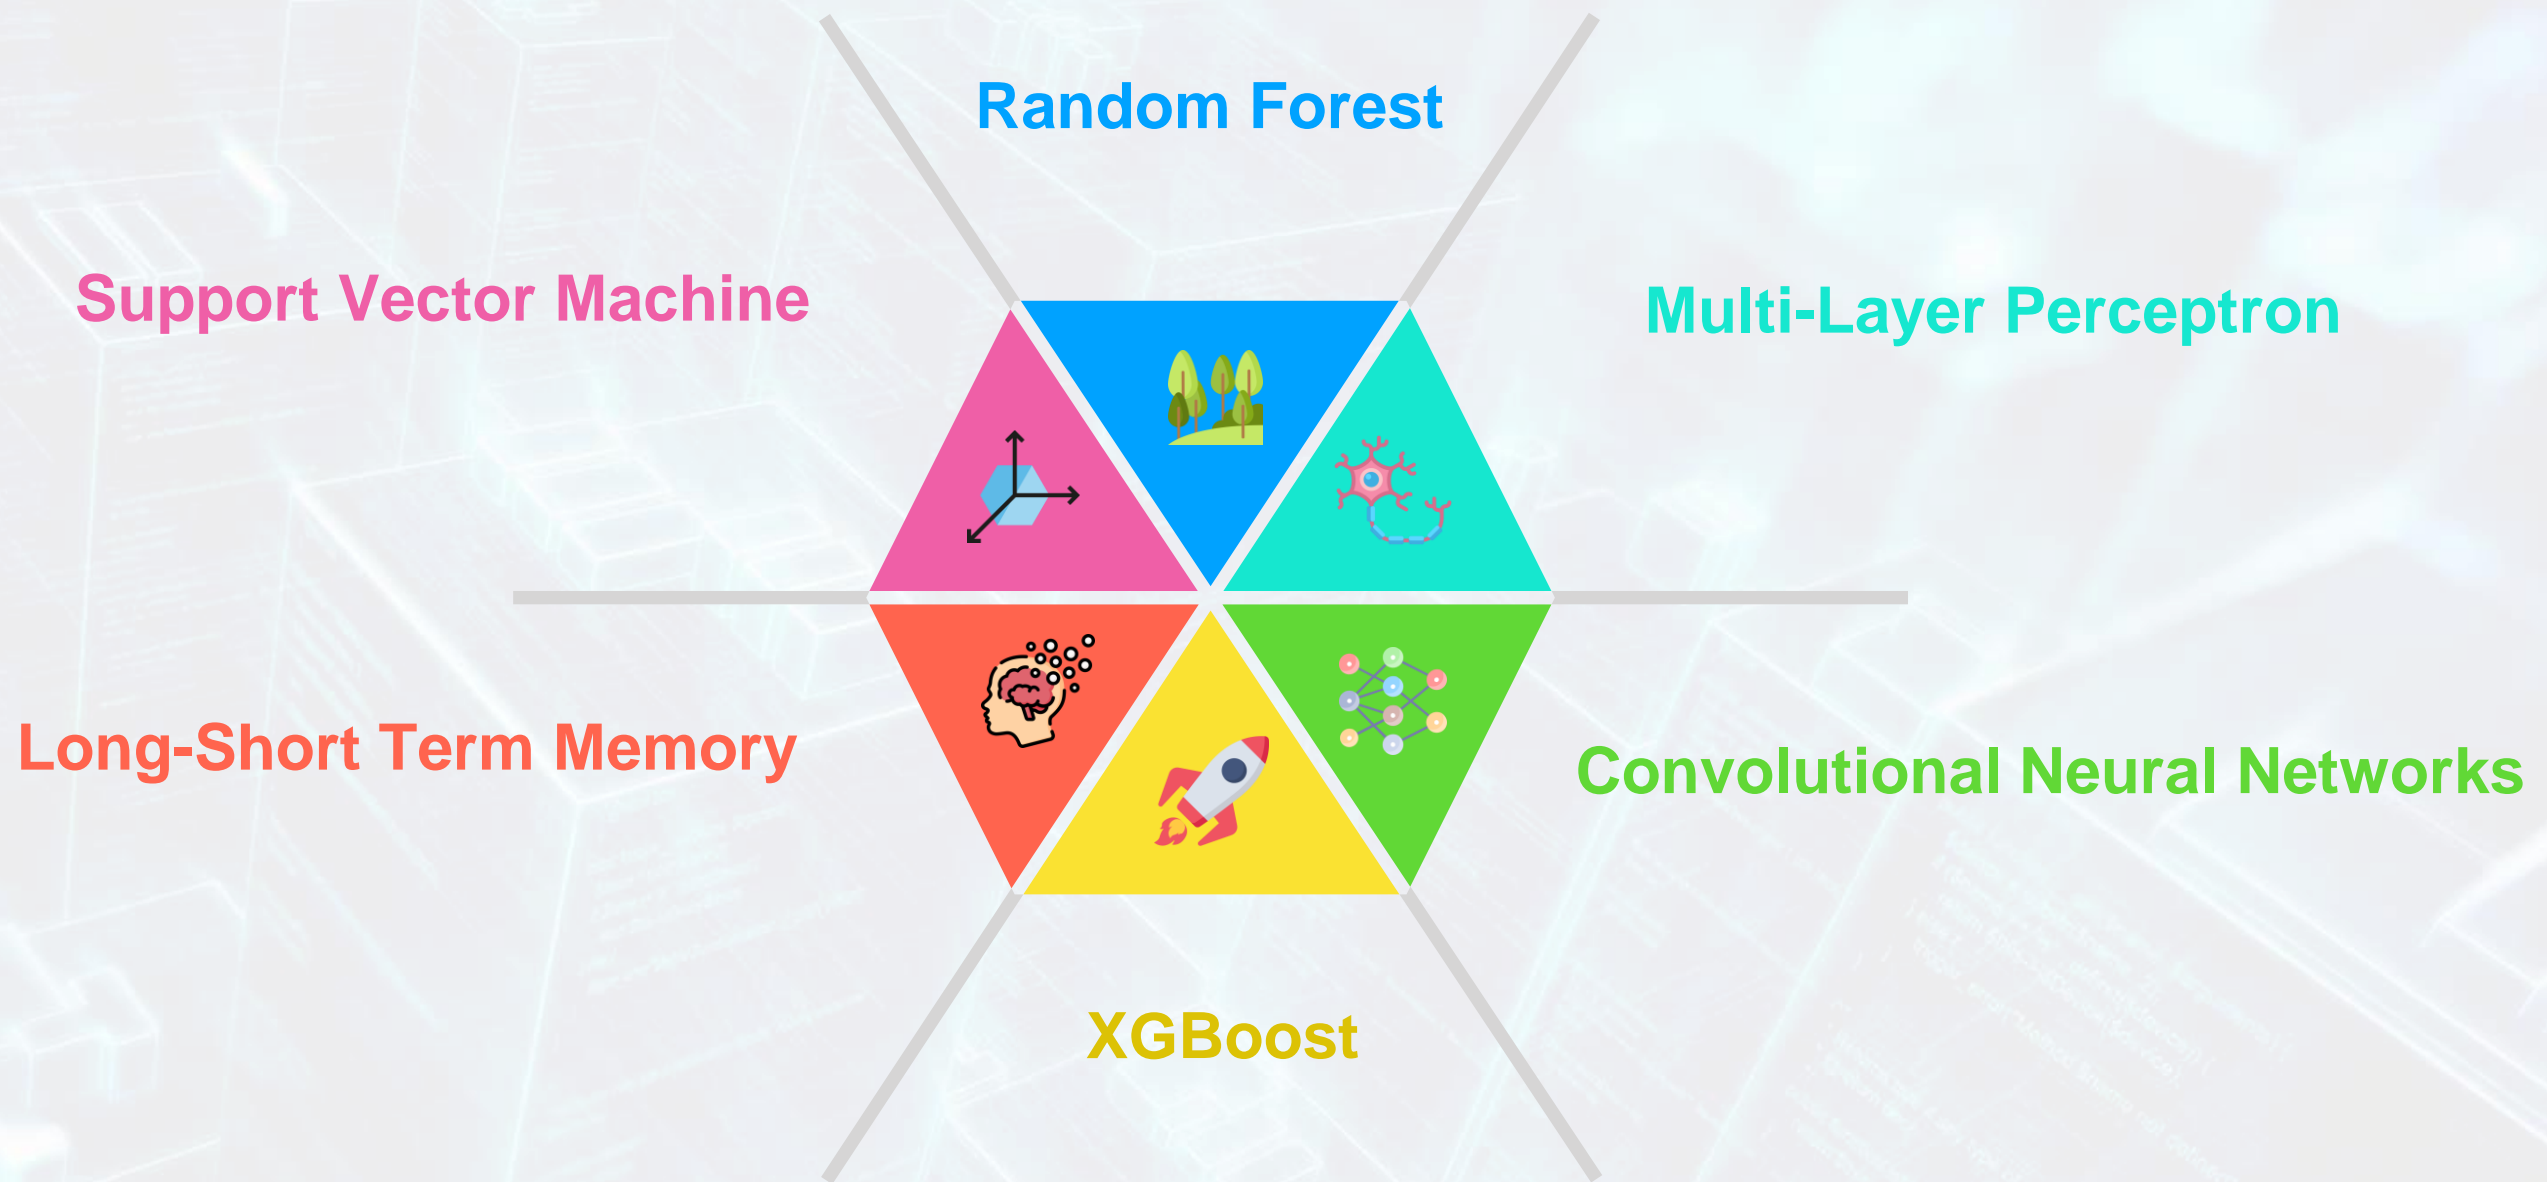 Random Forest
Support Vector Machine
Multi-Layer Perceptron
Long-Short Term Memory
Convolutional Neural Networks
XGBoost